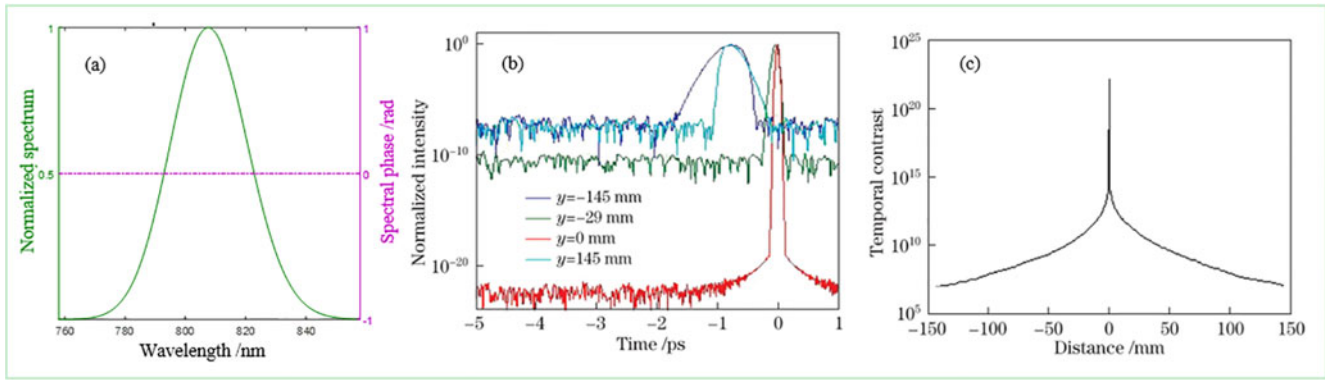 (a)
Normalized spectrum
1
0.5
Spectral phase /rad
1
0
-1
760
780
800
820
840
Wavelength /nm
(b)
Normalized intensity
10^0
10^-10
10^-20
y=-145 mm
y=-29 mm
y=0 mm
y=145 mm
-5
-4
-3
-2
-1
0
1
Time /ps
(c)
Temporal contrast
10^25
10^20
10^15
10^10
10^5
-150
-100
-50
0
50
100
150
Distance /mm